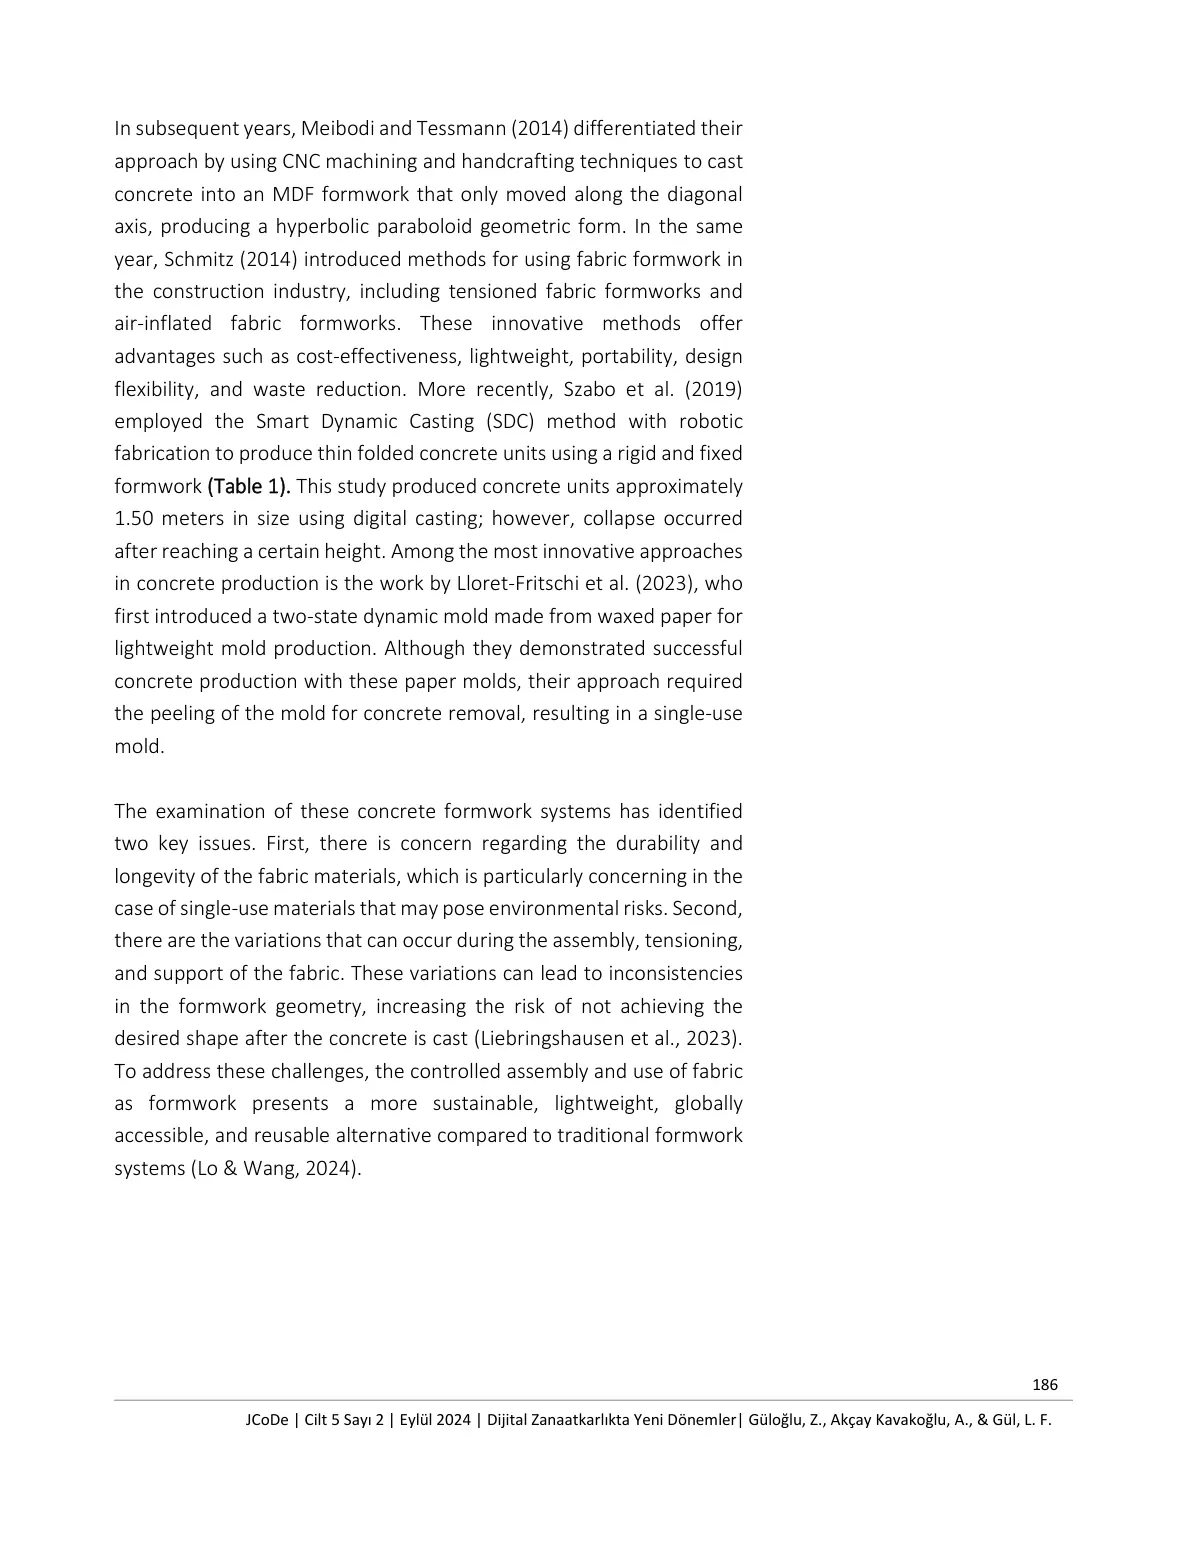 In subsequent years, Meibodi and Tessmann (2014) differentiated their
approach by using CNC machining and handcrafting techniques to cast
concrete into an MDF formwork that only moved along the diagonal
axis, producing a hyperbolic paraboloid geometric form. In the same
year, Schmitz (2014) introduced methods for using fabric formwork in
the construction industry, including tensioned fabric formworks and
air-inflated fabric formworks. These innovative methods offer
advantages such as cost-effectiveness, lightweight, portability, design
flexibility, and waste reduction. More recently, Szabo et al. (2019)
employed the Smart Dynamic Casting (SDC) method with robotic
fabrication to produce thin folded concrete units using a rigid and fixed
formwork (Table 1). This study produced concrete units approximately
1.50 meters in size using digital casting; however, collapse occurred
after reaching a certain height. Among the most innovative approaches
in concrete production is the work by Lloret-Fritschi et al. (2023), who
first introduced a two-state dynamic mold made from waxed paper for
lightweight mold production. Although they demonstrated successful
concrete production with these paper molds, their approach required
the peeling of the mold for concrete removal, resulting in a single-use
mold.
The examination of these concrete formwork systems has identified
two key issues. First, there is concern regarding the durability and
longevity of the fabric materials, which is particularly concerning in the
case of single-use materials that may pose environmental risks. Second,
there are the variations that can occur during the assembly, tensioning,
and support of the fabric. These variations can lead to inconsistencies
in the formwork geometry, increasing the risk of not achieving the
desired shape after the concrete is cast (Liebringshausen et al., 2023).
To address these challenges, the controlled assembly and use of fabric
as formwork presents a more sustainable, lightweight, globally
accessible, and reusable alternative compared to traditional formwork
systems (Lo & Wang, 2024).
186
JCoDe | Cilt 5 Sayı 2 | Eylül 2024 | Dijital Zanaatkarlıkta Yeni Dönemler| Güloğlu, Z., Akçay Kavakoğlu, A., & Gül, L. F.